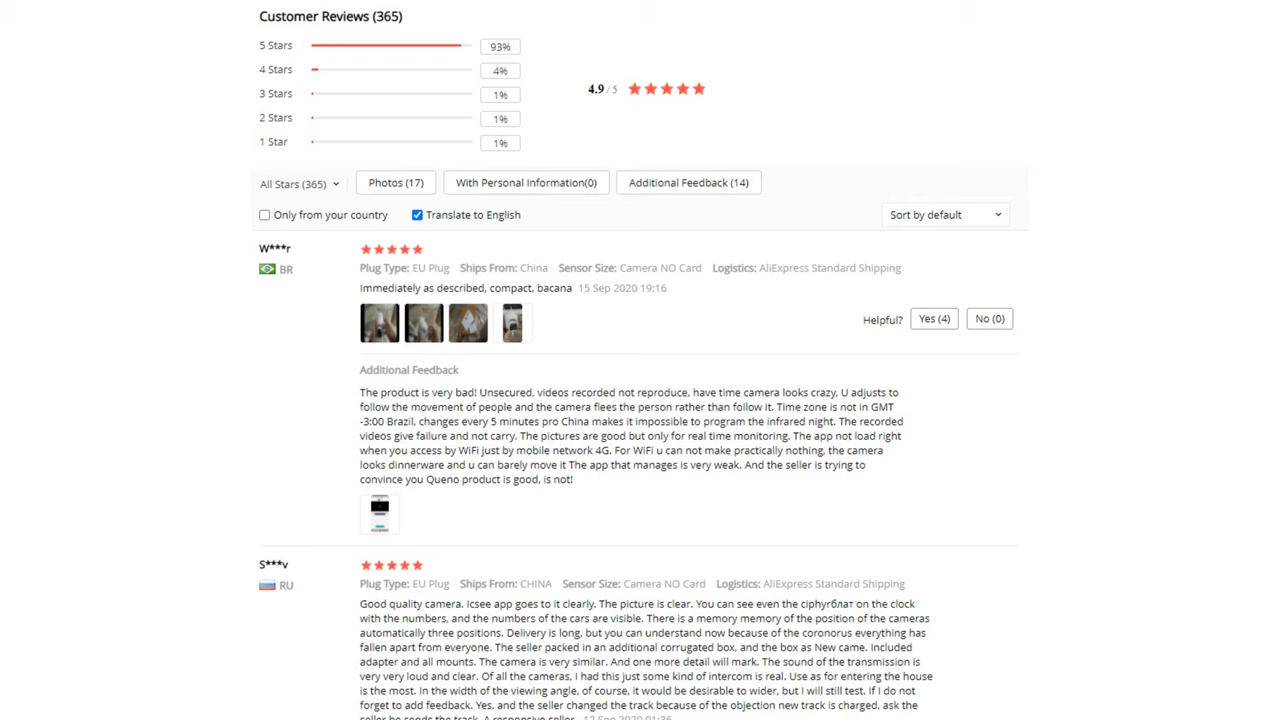 Customer Reviews (365)
5 Stars 93%
4 Stars 4%
3 Stars 1%
2 Stars 1%
1 Star 1%
4.9 / 5
All Stars (365) Photos (17) With Personal Information(0) Additional Feedback (14)
Only from your country Translate to English Sort by default
W***r
BR
Plug Type: EU Plug Ships From: China Sensor Size: Camera NO Card Logistics: AliExpress Standard Shipping
Immediately as described, compact, bacana 15 Sep 2020 19:16
Helpful? Yes (4) No (0)
Additional Feedback
The product is very bad! Unsecured, videos recorded not reproduce, have time camera looks crazy, U adjusts to
follow the movement of people and the camera flees the person rather than follow it. Time zone is not in GMT
-3:00 Brazil, changes every 5 minutes pro China makes it impossible to program the infrared night. The recorded
videos give failure and not carry. The pictures are good but only for real time monitoring. The app not load right
when you access by WiFi just by mobile network 4G. For WiFi u can not make practically nothing, the camera
looks dinnerware and u can barely move it The app that manages is very weak. And the seller is trying to
convince you Queno product is good, is not!
S***v
RU
Plug Type: EU Plug Ships From: CHINA Sensor Size: Camera NO Card Logistics: AliExpress Standard Shipping
Good quality camera. Icsee app goes to it clearly. The picture is clear. You can see even the ciphyrблат on the clock
with the numbers, and the numbers of the cars are visible. There is a memory memory of the position of the cameras
automatically three positions. Delivery is long, but you can understand now because of the coronorus everything has
fallen apart from everyone. The seller packed in an additional corrugated box, and the box as New came. Included
adapter and all mounts. The camera is very similar. And one more detail will mark. The sound of the transmission is
very very loud and clear. Of all the cameras, I had this just some kind of intercom is real. Use as for entering the house
is the most. In the width of the viewing angle, of course, it would be desirable to wider, but I will still test. If I do not
forget to add feedback. Yes, and the seller changed the track because of the objection new track is charged, ask the
seller he sends the track. A responsive seller. 12 Sep 2020 01:36